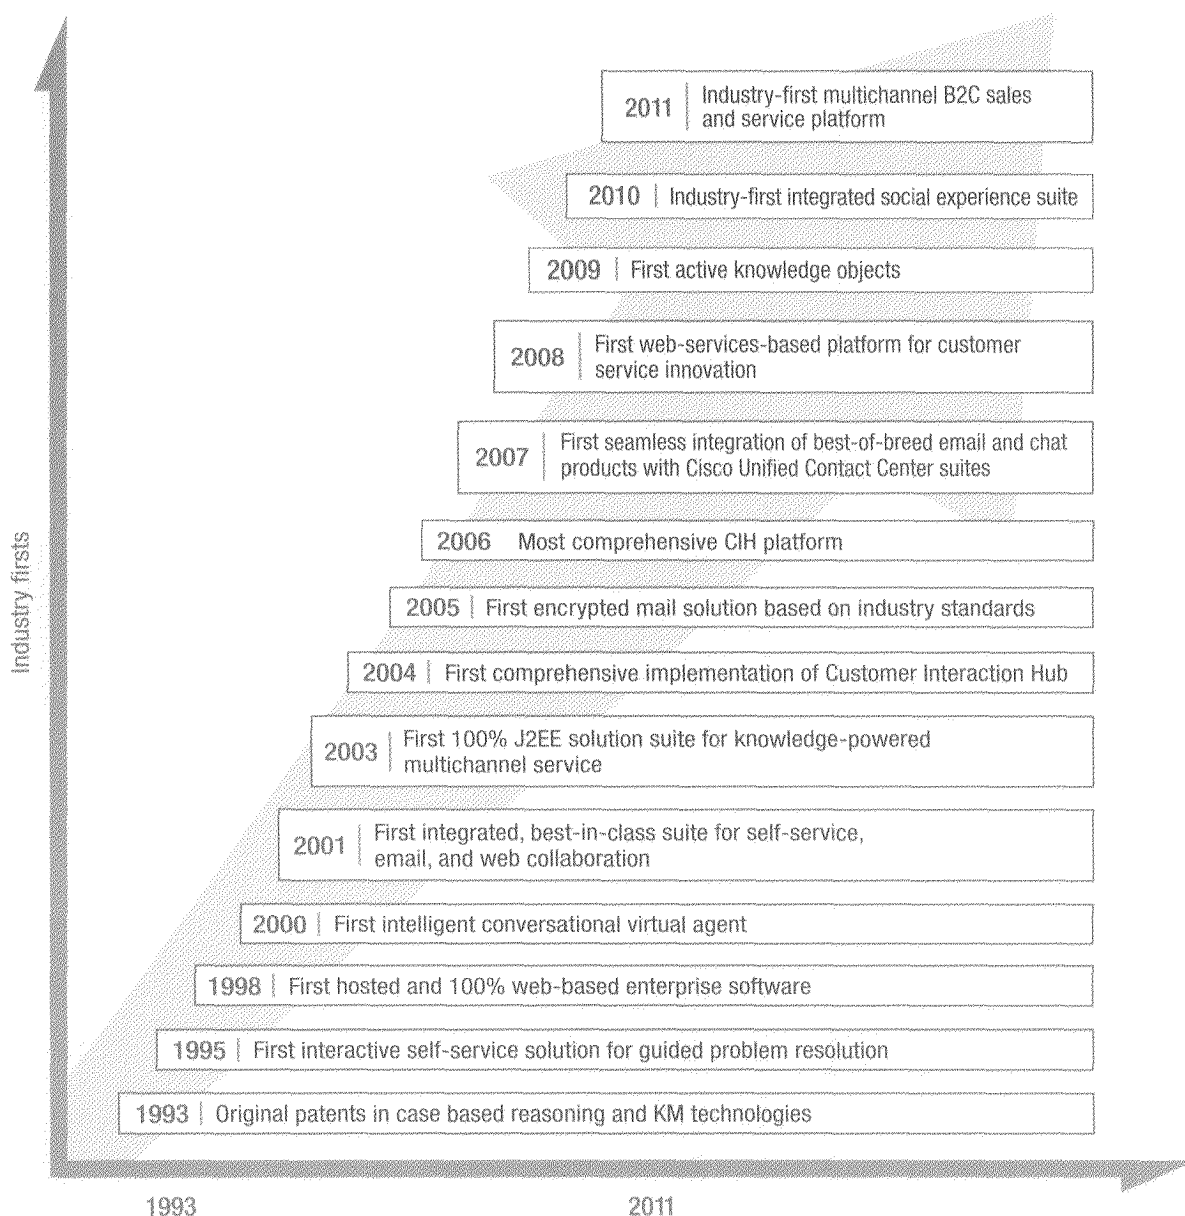 2011 Industry-first multichannel B2C sales
and service platform
2010 Industry-first integrated social experience suite
2009 First active knowledge objects
2008 First web-services-based platform for customer
service innovation
2007 First seamless integration of best-of-breed email and chat
products with Cisco Unified Contact Center suites
2006 Most comprehensive CIH platform
2005 First encrypted mail solution based on industry standards
2004 First comprehensive implementation of Customer Interaction Hub
2003 First 100% J2EE solution suite for knowledge-powered
multichannel service
2001 First integrated, best-in-class suite for self-service,
email, and web collaboration
2000 First intelligent conversational virtual agent
1998 First hosted and 100% web-based enterprise software
1995 First interactive self-service solution for guided problem resolution
1993 Original patents in case based reasoning and KM technologies
Industry firsts
1993 2011